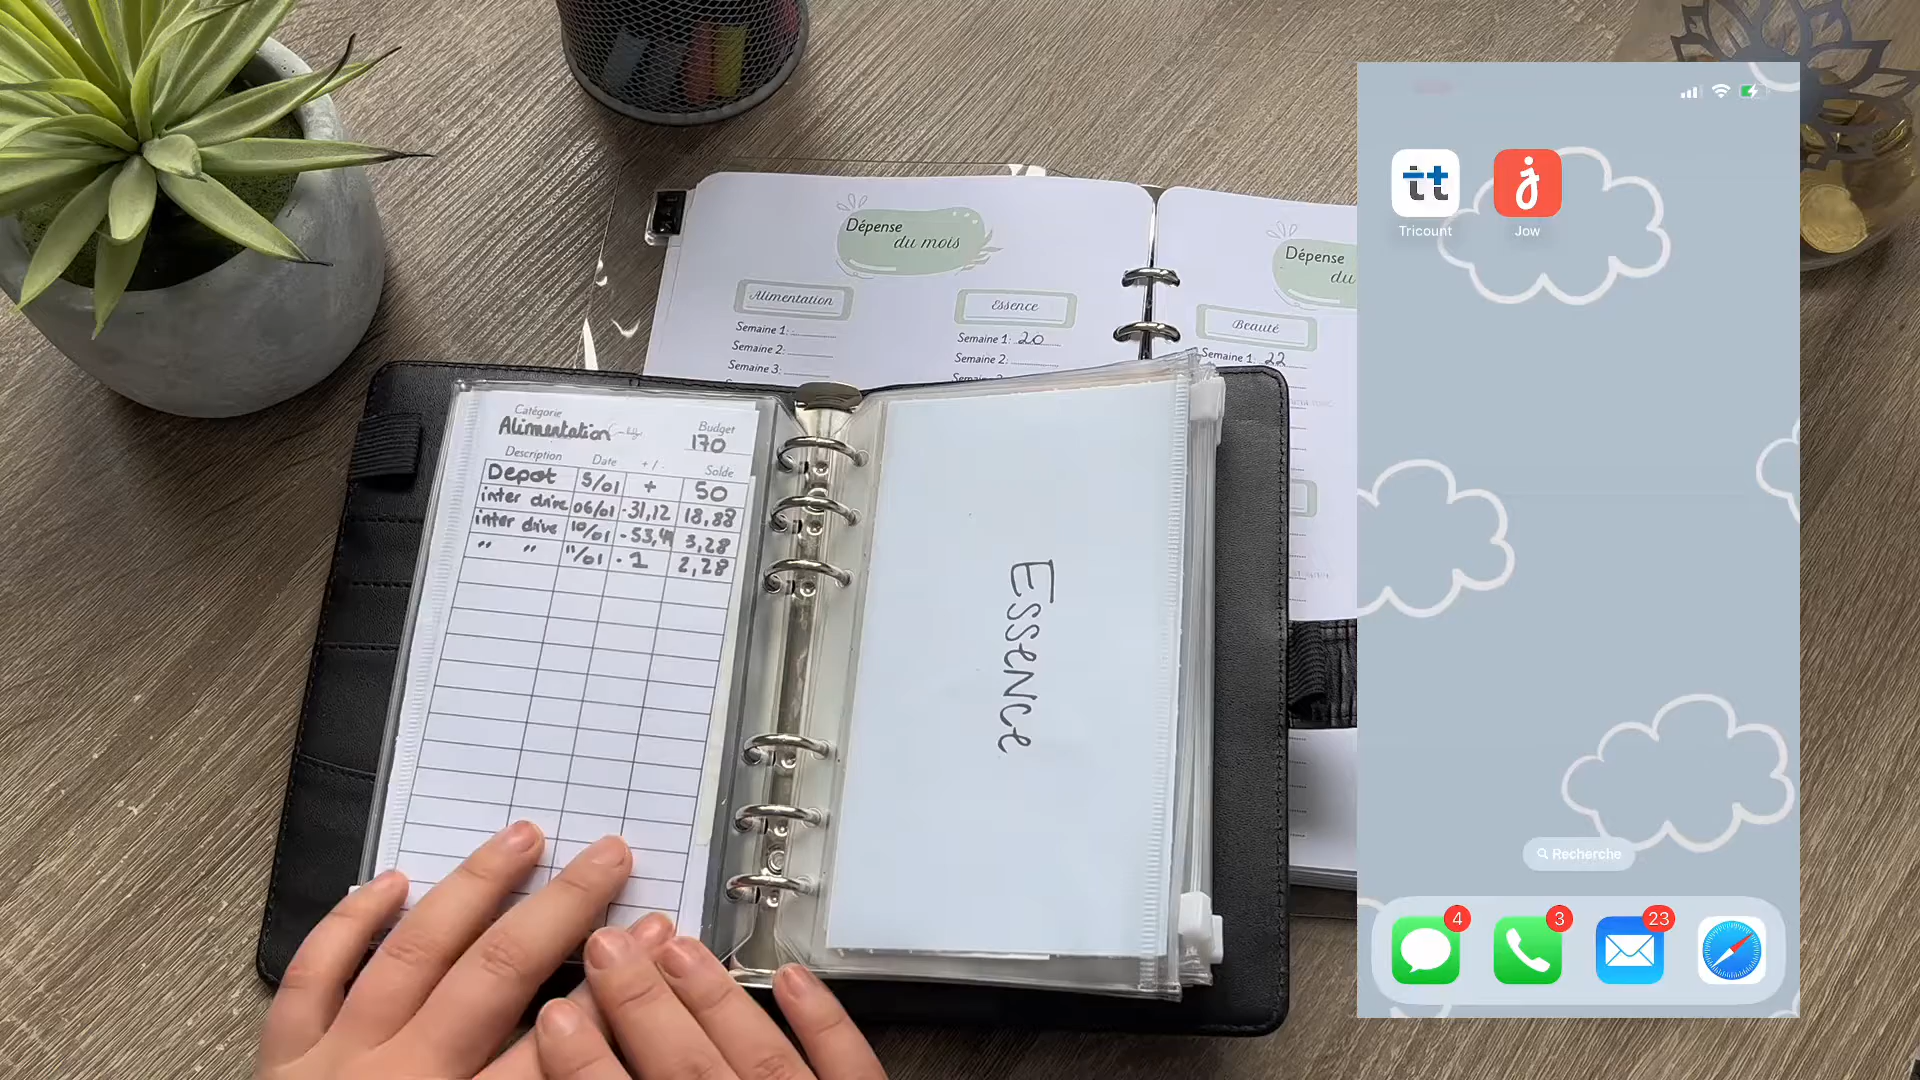 Dépense
du mois
Alimentation
Semaine 1:
Semaine 2:
Semaine 3:
Essence
Semaine 1: 20
Semaine 2:
Dépense
du
Beauté
Semaine 1: 22
Catégorie
Alimentation
Budget
170
Description Date +/- Solde
Depot 5/01 + 50
inter drive 06/01 -31,12 18,88
inter drive 10/01 -53,44 3,28
" " 11/01 - 1 2,28
Essence
Tricount
Jow
Recherche
4
3
23